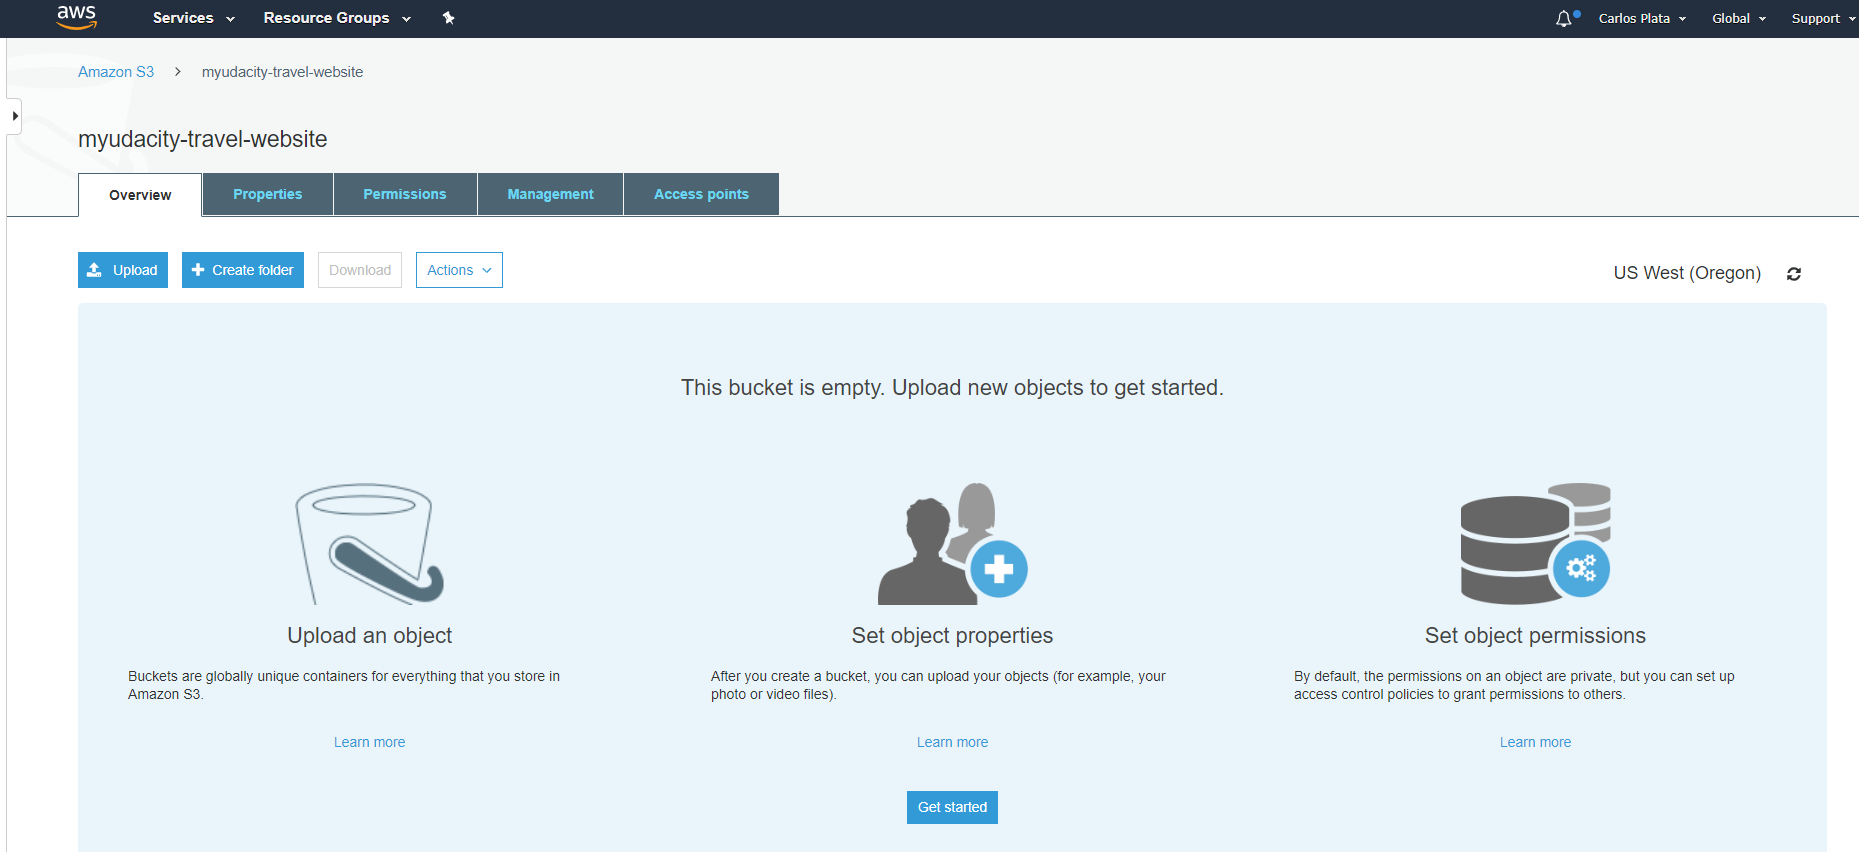 aws
Services
Resource Groups
Carlos Plata
Global
Support
Amazon S3
myudacity-travel-website
myudacity-travel-website
Overview
Properties
Permissions
Management
Access points
Upload
Create folder
Download
Actions
US West (Oregon)
This bucket is empty. Upload new objects to get started.
Upload an object
Buckets are globally unique containers for everything that you store in
Amazon S3.
Learn more
Set object properties
After you create a bucket, you can upload your objects (for example, your
photo or video files).
Learn more
Set object permissions
By default, the permissions on an object are private, but you can set up
access control policies to grant permissions to others.
Learn more
Get started